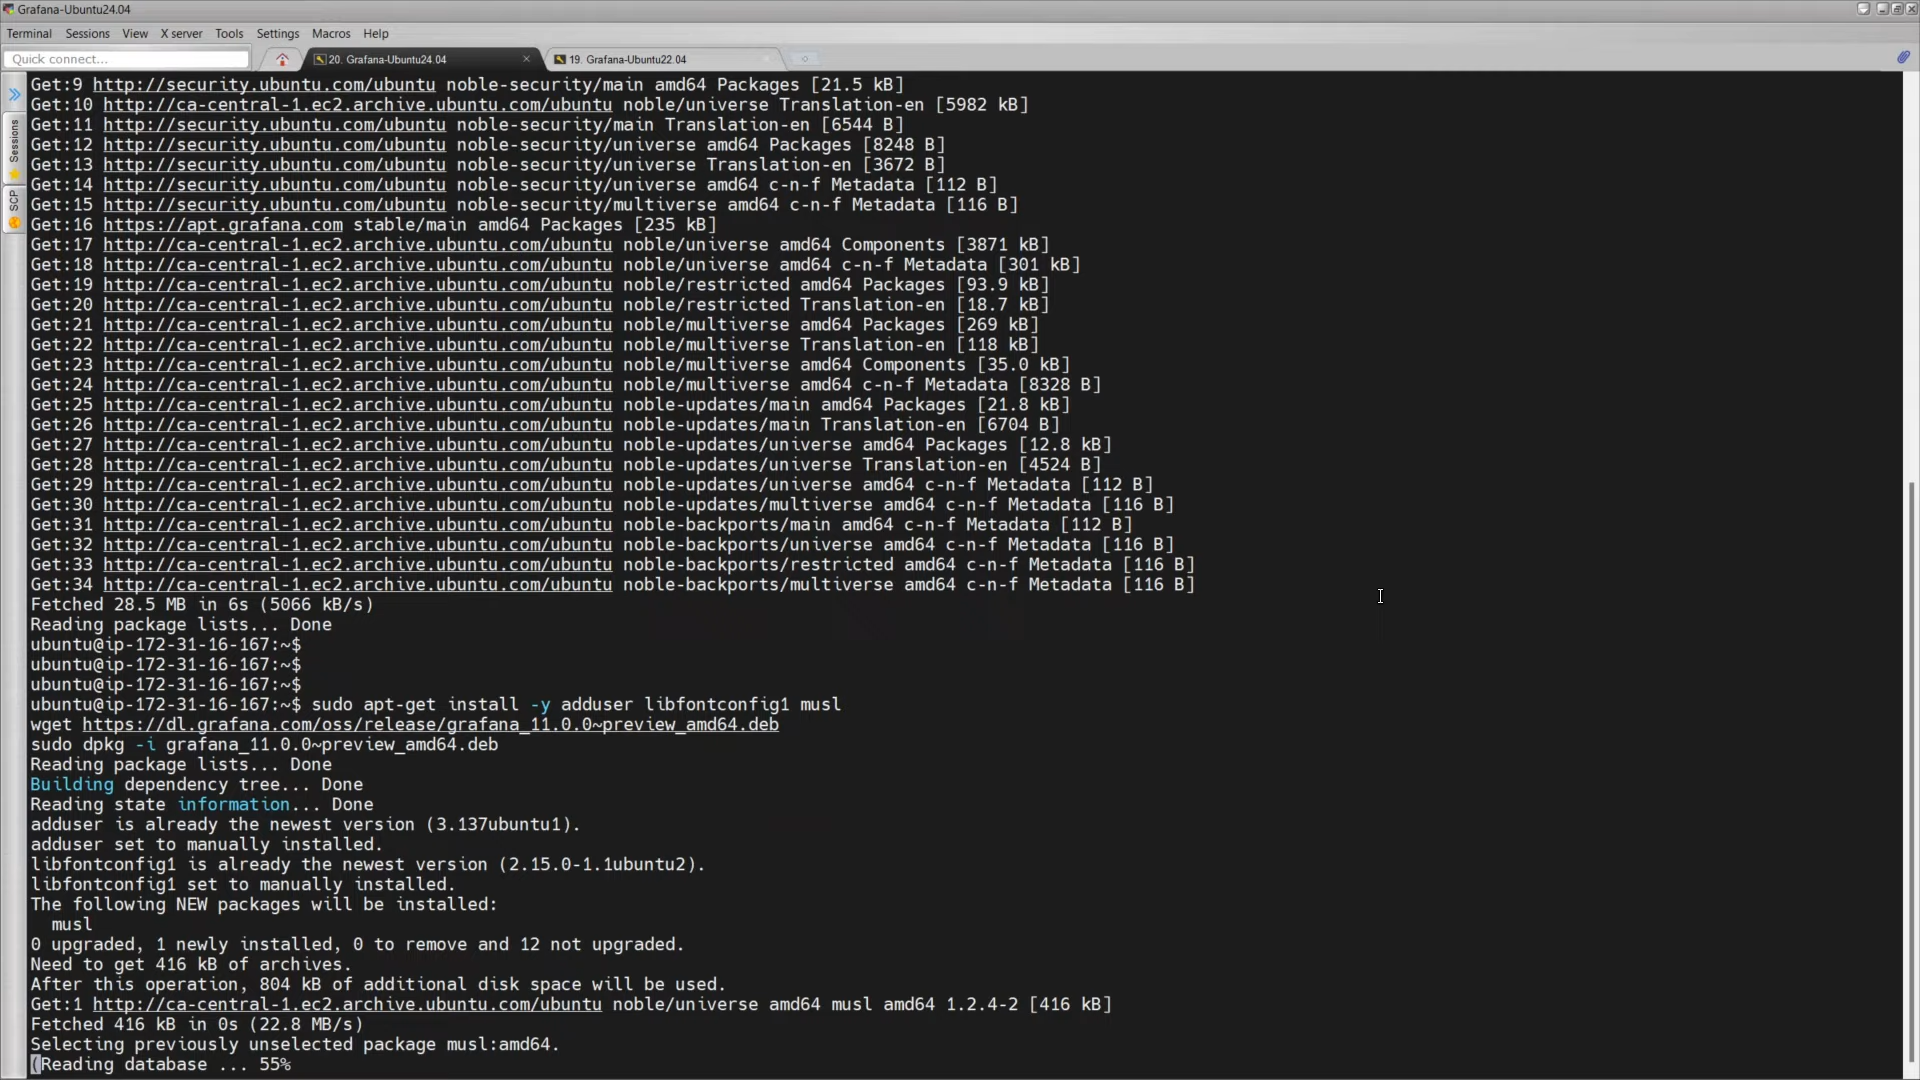 Grafana-Ubuntu24.04
Terminal Sessions View X server Tools Settings Macros Help
Quick connect...
20. Grafana-Ubuntu24.04
19. Grafana-Ubuntu22.04
Sessions
SCP
Get:9 http://security.ubuntu.com/ubuntu noble-security/main amd64 Packages [21.5 kB]
Get:10 http://ca-central-1.ec2.archive.ubuntu.com/ubuntu noble/universe Translation-en [5982 kB]
Get:11 http://security.ubuntu.com/ubuntu noble-security/main Translation-en [6544 B]
Get:12 http://security.ubuntu.com/ubuntu noble-security/universe amd64 Packages [8248 B]
Get:13 http://security.ubuntu.com/ubuntu noble-security/universe Translation-en [3672 B]
Get:14 http://security.ubuntu.com/ubuntu noble-security/universe amd64 c-n-f Metadata [112 B]
Get:15 http://security.ubuntu.com/ubuntu noble-security/multiverse amd64 c-n-f Metadata [116 B]
Get:16 https://apt.grafana.com stable/main amd64 Packages [235 kB]
Get:17 http://ca-central-1.ec2.archive.ubuntu.com/ubuntu noble/universe amd64 Components [3871 kB]
Get:18 http://ca-central-1.ec2.archive.ubuntu.com/ubuntu noble/universe amd64 c-n-f Metadata [301 kB]
Get:19 http://ca-central-1.ec2.archive.ubuntu.com/ubuntu noble/restricted amd64 Packages [93.9 kB]
Get:20 http://ca-central-1.ec2.archive.ubuntu.com/ubuntu noble/restricted Translation-en [18.7 kB]
Get:21 http://ca-central-1.ec2.archive.ubuntu.com/ubuntu noble/multiverse amd64 Packages [269 kB]
Get:22 http://ca-central-1.ec2.archive.ubuntu.com/ubuntu noble/multiverse Translation-en [118 kB]
Get:23 http://ca-central-1.ec2.archive.ubuntu.com/ubuntu noble/multiverse amd64 Components [35.0 kB]
Get:24 http://ca-central-1.ec2.archive.ubuntu.com/ubuntu noble/multiverse amd64 c-n-f Metadata [8328 B]
Get:25 http://ca-central-1.ec2.archive.ubuntu.com/ubuntu noble-updates/main amd64 Packages [21.8 kB]
Get:26 http://ca-central-1.ec2.archive.ubuntu.com/ubuntu noble-updates/main Translation-en [6704 B]
Get:27 http://ca-central-1.ec2.archive.ubuntu.com/ubuntu noble-updates/universe amd64 Packages [12.8 kB]
Get:28 http://ca-central-1.ec2.archive.ubuntu.com/ubuntu noble-updates/universe Translation-en [4524 B]
Get:29 http://ca-central-1.ec2.archive.ubuntu.com/ubuntu noble-updates/universe amd64 c-n-f Metadata [112 B]
Get:30 http://ca-central-1.ec2.archive.ubuntu.com/ubuntu noble-updates/multiverse amd64 c-n-f Metadata [116 B]
Get:31 http://ca-central-1.ec2.archive.ubuntu.com/ubuntu noble-backports/main amd64 c-n-f Metadata [112 B]
Get:32 http://ca-central-1.ec2.archive.ubuntu.com/ubuntu noble-backports/universe amd64 c-n-f Metadata [116 B]
Get:33 http://ca-central-1.ec2.archive.ubuntu.com/ubuntu noble-backports/restricted amd64 c-n-f Metadata [116 B]
Get:34 http://ca-central-1.ec2.archive.ubuntu.com/ubuntu noble-backports/multiverse amd64 c-n-f Metadata [116 B]
Fetched 28.5 MB in 6s (5066 kB/s)
Reading package lists... Done
ubuntu@ip-172-31-16-167:~$
ubuntu@ip-172-31-16-167:~$
ubuntu@ip-172-31-16-167:~$
ubuntu@ip-172-31-16-167:~$ sudo apt-get install -y adduser libfontconfig1 musl
wget https://dl.grafana.com/oss/release/grafana_11.0.0~preview_amd64.deb
sudo dpkg -i grafana_11.0.0~preview_amd64.deb
Reading package lists... Done
Building dependency tree... Done
Reading state information... Done
adduser is already the newest version (3.137ubuntu1).
adduser set to manually installed.
libfontconfig1 is already the newest version (2.15.0-1.1ubuntu2).
libfontconfig1 set to manually installed.
The following NEW packages will be installed:
musl
0 upgraded, 1 newly installed, 0 to remove and 12 not upgraded.
Need to get 416 kB of archives.
After this operation, 804 kB of additional disk space will be used.
Get:1 http://ca-central-1.ec2.archive.ubuntu.com/ubuntu noble/universe amd64 musl amd64 1.2.4-2 [416 kB]
Fetched 416 kB in 0s (22.8 MB/s)
Selecting previously unselected package musl:amd64.
(Reading database ... 55%